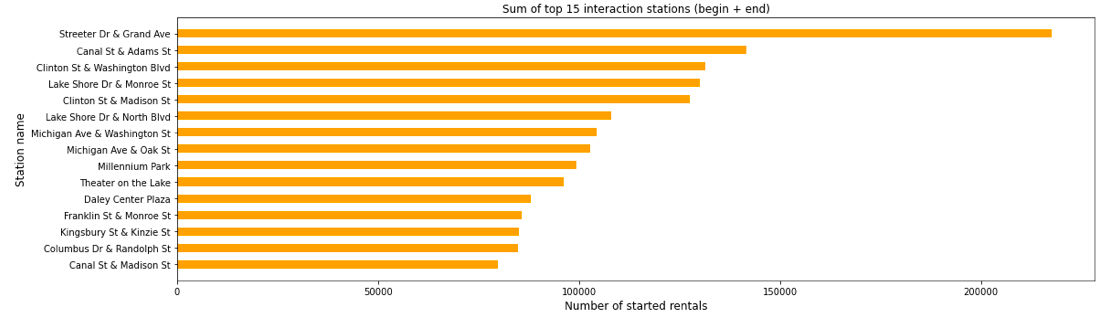 Sum of top 15 interaction stations (begin + end)
Station name
Streeter Dr & Grand Ave
Canal St & Adams St
Clinton St & Washington Blvd
Lake Shore Dr & Monroe St
Clinton St & Madison St
Lake Shore Dr & North Blvd
Michigan Ave & Washington St
Michigan Ave & Oak St
Millennium Park
Theater on the Lake
Daley Center Plaza
Franklin St & Monroe St
Kingsbury St & Kinzie St
Columbus Dr & Randolph St
Canal St & Madison St
0 50000 100000 150000 200000
Number of started rentals